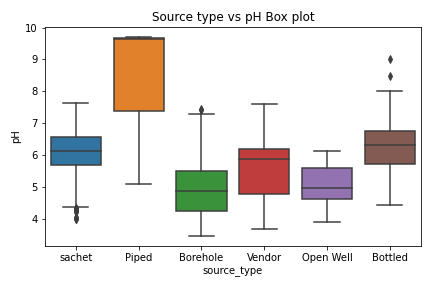 Source type vs pH Box plot
10
9
8
7
6
5
4
pH
sachet Piped Borehole Vendor Open Well Bottled
source_type